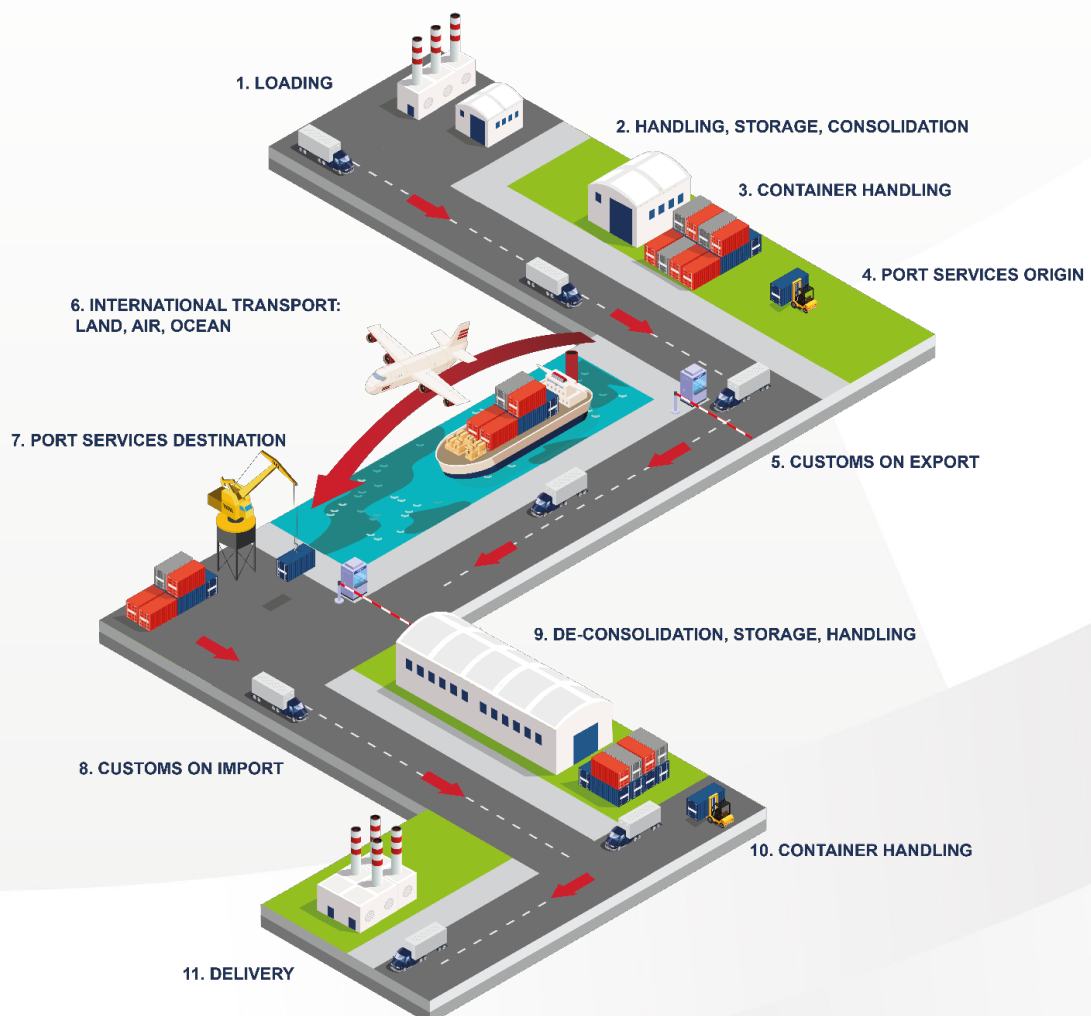 1. LOADING
2. HANDLING, STORAGE, CONSOLIDATION
3. CONTAINER HANDLING
4. PORT SERVICES ORIGIN
5. CUSTOMS ON EXPORT
6. INTERNATIONAL TRANSPORT:
LAND, AIR, OCEAN
7. PORT SERVICES DESTINATION
8. CUSTOMS ON IMPORT
9. DE-CONSOLIDATION, STORAGE, HANDLING
10. CONTAINER HANDLING
11. DELIVERY